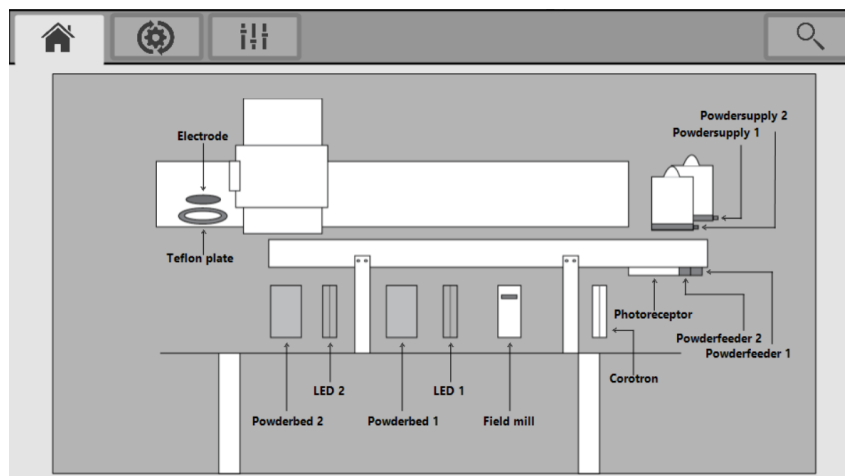 Powdersupply 2
Powdersupply 1
Electrode
Teflon plate
Photoreceptor
Powderfeeder 2
Powderfeeder 1
Corotron
LED 2
LED 1
Powderbed 2
Powderbed 1
Field mill